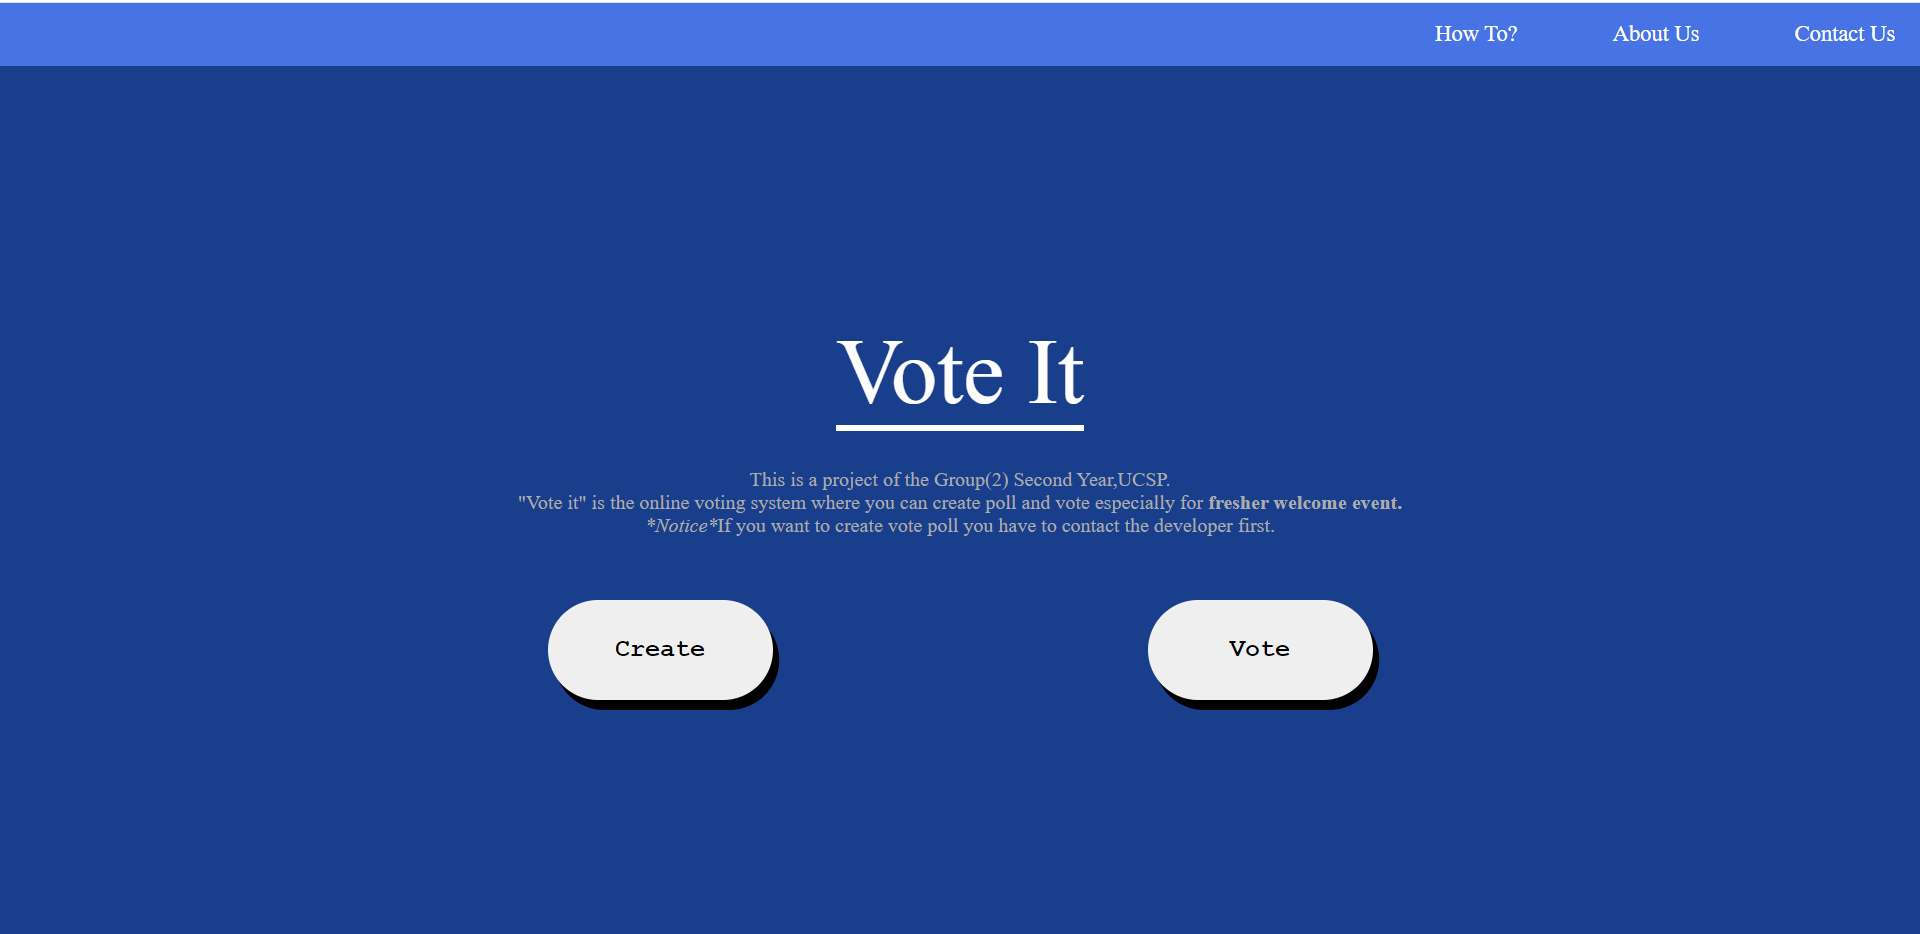 How To? About Us Contact Us
Vote It
This is a project of the Group(2) Second Year,UCSP.
"Vote it" is the online voting system where you can create poll and vote especially for fresher welcome event.
*Notice*If you want to create vote poll you have to contact the developer first.
Create Vote